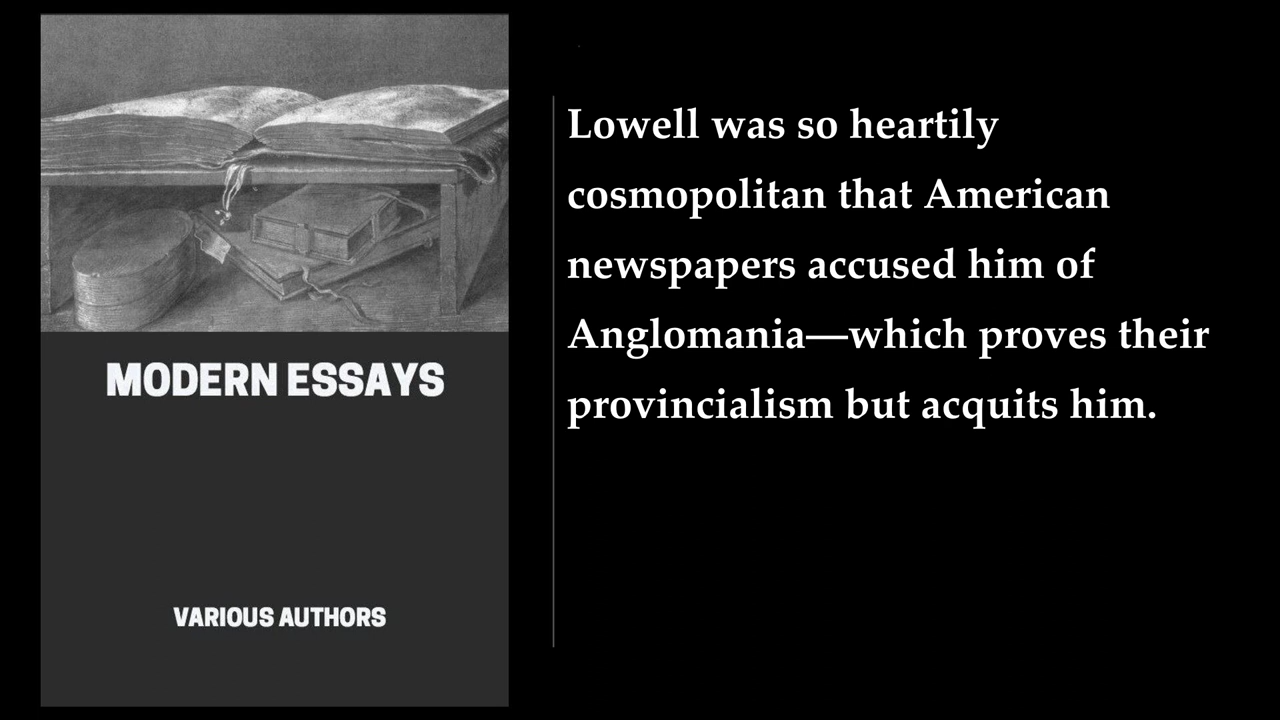 MODERN ESSAYS
VARIOUS AUTHORS
Lowell was so heartily
cosmopolitan that American
newspapers accused him of
Anglomania—which proves their
provincialism but acquits him.